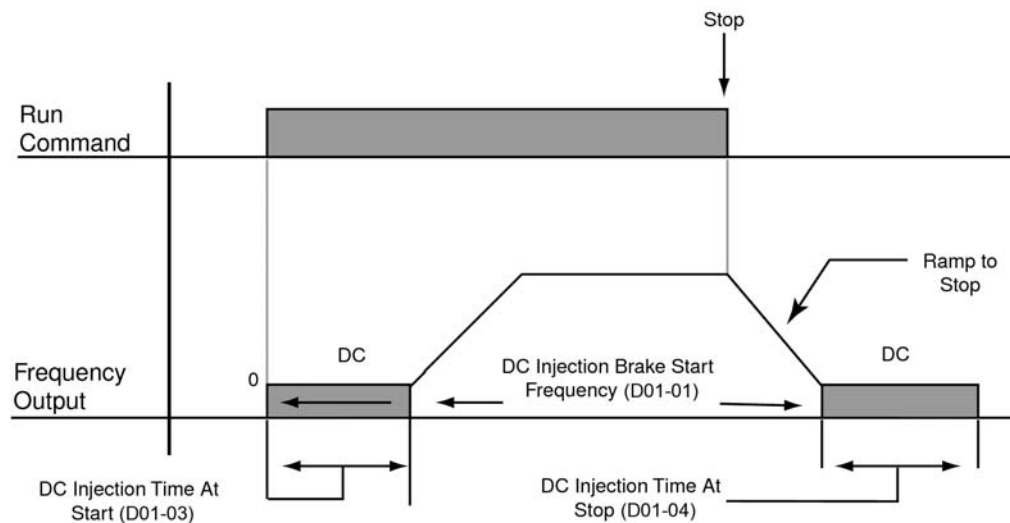 Stop
Run
Command
Ramp to
Stop
DC
DC
DC Injection Brake Start
Frequency (D01-01)
Frequency
Output
0
DC Injection Time At
Start (D01-03)
DC Injection Time At
Stop (D01-04)